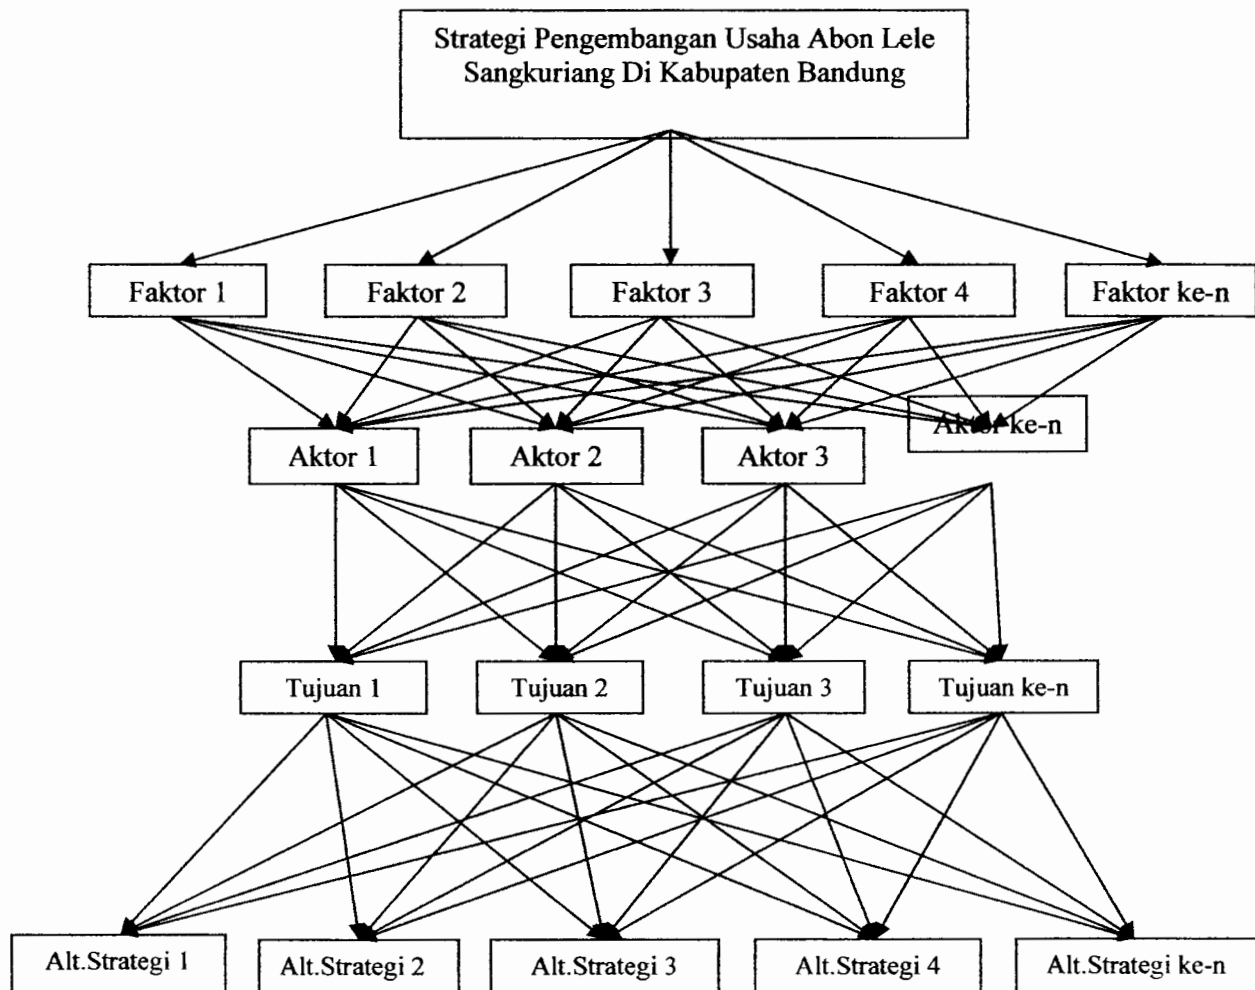 Strategi Pengembangan Usaha Abon Lele
Sangkuriang Di Kabupaten Bandung
Faktor 1
Faktor 2
Faktor 3
Faktor 4
Faktor ke-n
Aktor ke-n
Aktor 1
Aktor 2
Aktor 3
Tujuan 1
Tujuan 2
Tujuan 3
Tujuan ke-n
Alt.Strategi 1
Alt.Strategi 2
Alt.Strategi 3
Alt.Strategi 4
Alt.Strategi ke-n